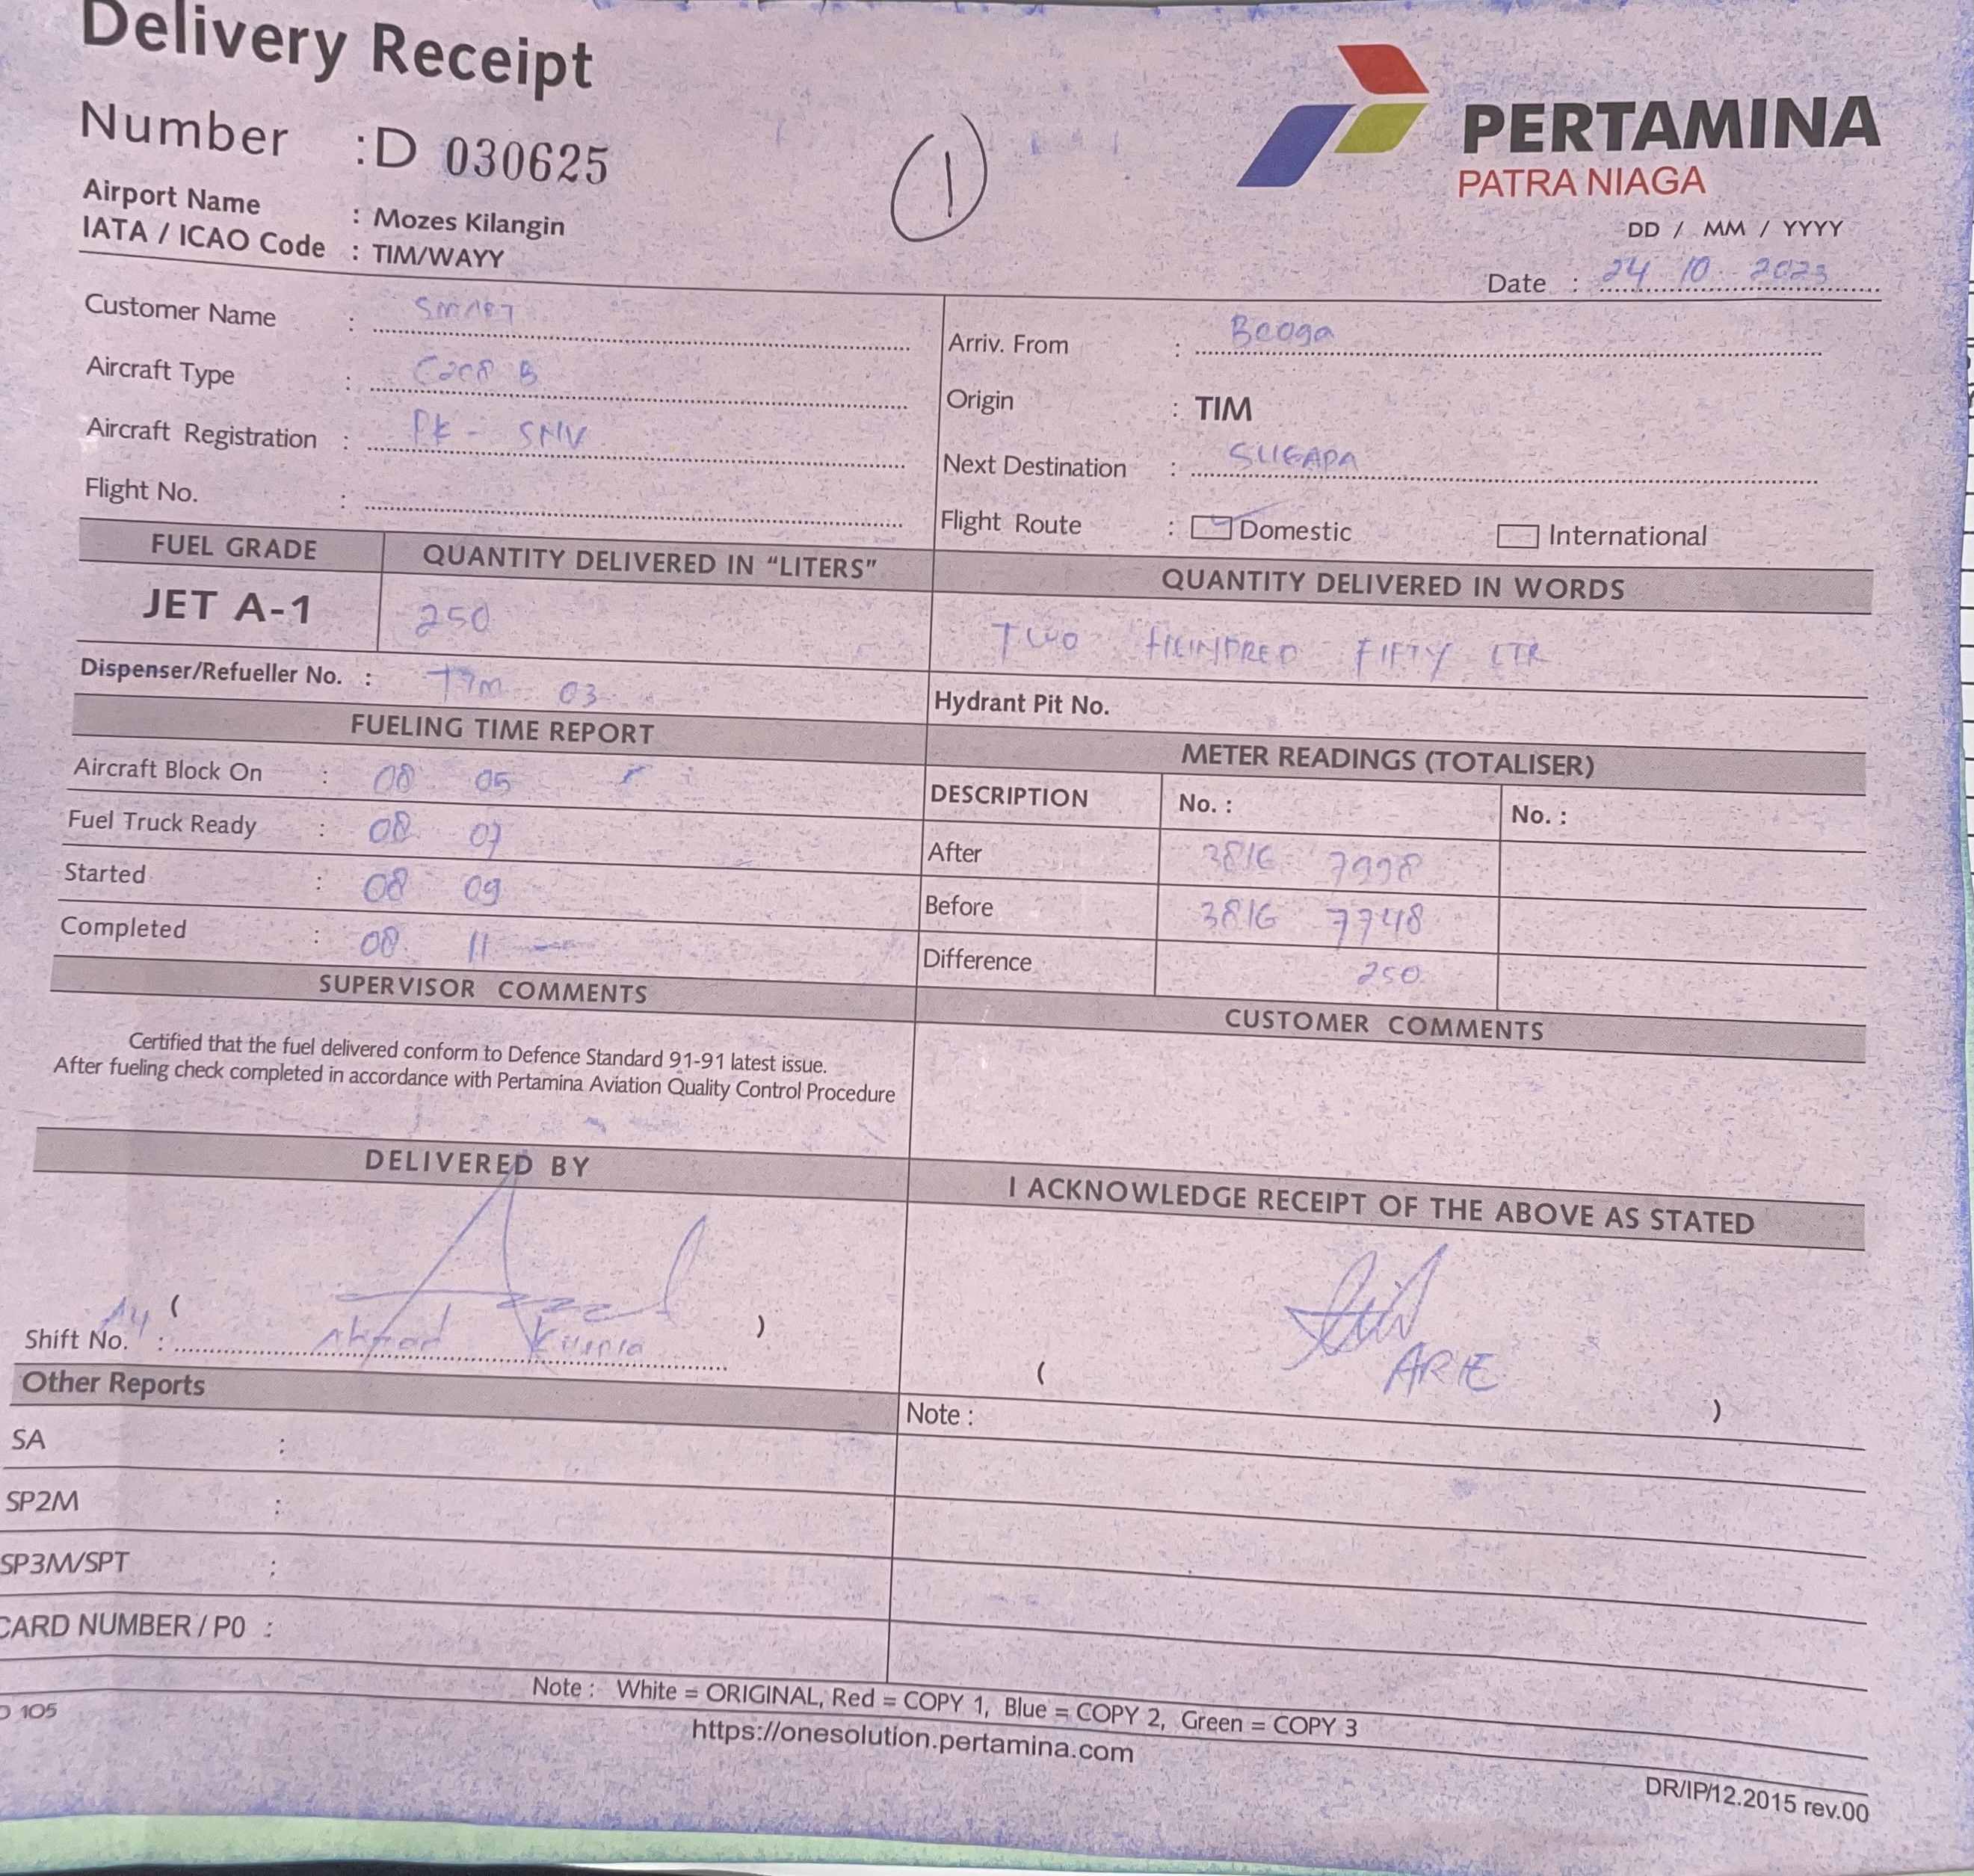 Delivery Receipt
Number : D 030625
1
PERTAMINA
PATRA NIAGA
Airport Name : Mozes Kilangin
IATA / ICAO Code : TIM/WAYY
DD / MM / YYYY
Date : 24 10 2023
Customer Name : SMART
Aircraft Type : C208 B
Aircraft Registration : PK - SNV
Flight No. :
Arriv. From : Beoga
Origin : TIM
Next Destination : SUGAPA
Flight Route : Domestic International
FUEL GRADE QUANTITY DELIVERED IN "LITERS" QUANTITY DELIVERED IN WORDS
JET A-1 250 TWO HUNDRED FIFTY LTR
Dispenser/Refueller No. : TIM 03 Hydrant Pit No.
FUELING TIME REPORT
Aircraft Block On : 08 05
Fuel Truck Ready : 08 07
Started : 08 09
Completed : 08 11
METER READINGS (TOTALISER)
DESCRIPTION No. : No. :
After 3816 7998
Before 3816 7748
Difference 250
SUPERVISOR COMMENTS
Certified that the fuel delivered conform to Defence Standard 91-91 latest issue.
After fueling check completed in accordance with Pertamina Aviation Quality Control Procedure
CUSTOMER COMMENTS
DELIVERED BY
( )
Shift No. : Ahmad Kurnia
I ACKNOWLEDGE RECEIPT OF THE ABOVE AS STATED
( ARIE )
Other Reports
SA :
SP2M :
SP3M/SPT :
CARD NUMBER / P0 :
Note :
Note : White = ORIGINAL, Red = COPY 1, Blue = COPY 2, Green = COPY 3
https://onesolution.pertamina.com
105
DR/IP/12.2015 rev.00